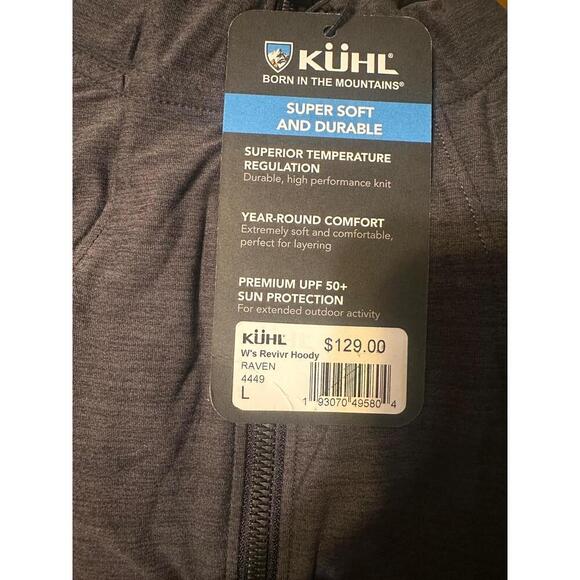 KÜHL®
BORN IN THE MOUNTAINS®
SUPER SOFT
AND DURABLE
SUPERIOR TEMPERATURE
REGULATION
Durable, high performance knit
YEAR-ROUND COMFORT
Extremely soft and comfortable,
perfect for layering
PREMIUM UPF 50+
SUN PROTECTION
For extended outdoor activity
KÜHL $129.00
W's Revivr Hoody
RAVEN
4449
L
1 93070 49580 4